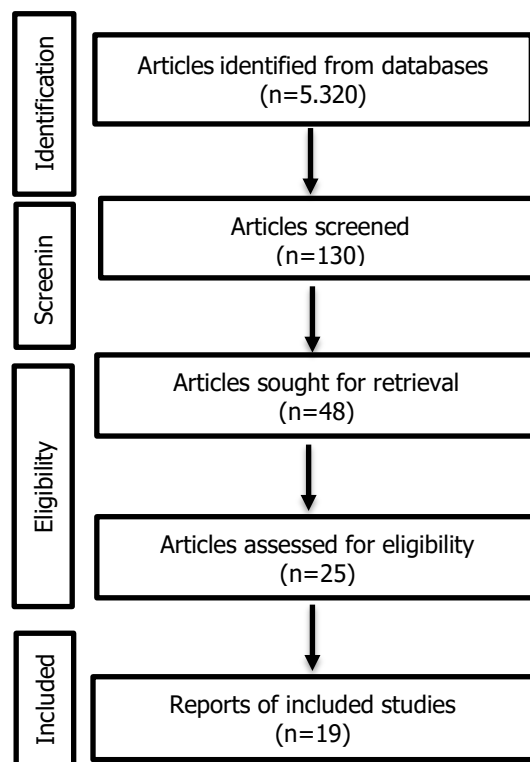 Identification
Articles identified from databases
(n=5.320)
Screenin
Articles screened
(n=130)
Eligibility
Articles sought for retrieval
(n=48)
Articles assessed for eligibility
(n=25)
Included
Reports of included studies
(n=19)